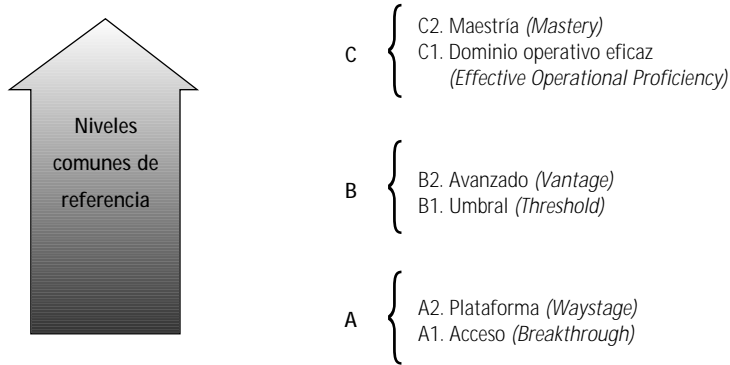 Niveles
comunes de
referencia
C
C2. Maestría (Mastery)
C1. Dominio operativo eficaz
(Effective Operational Proficiency)
B
B2. Avanzado (Vantage)
B1. Umbral (Threshold)
A
A2. Plataforma (Waystage)
A1. Acceso (Breakthrough)